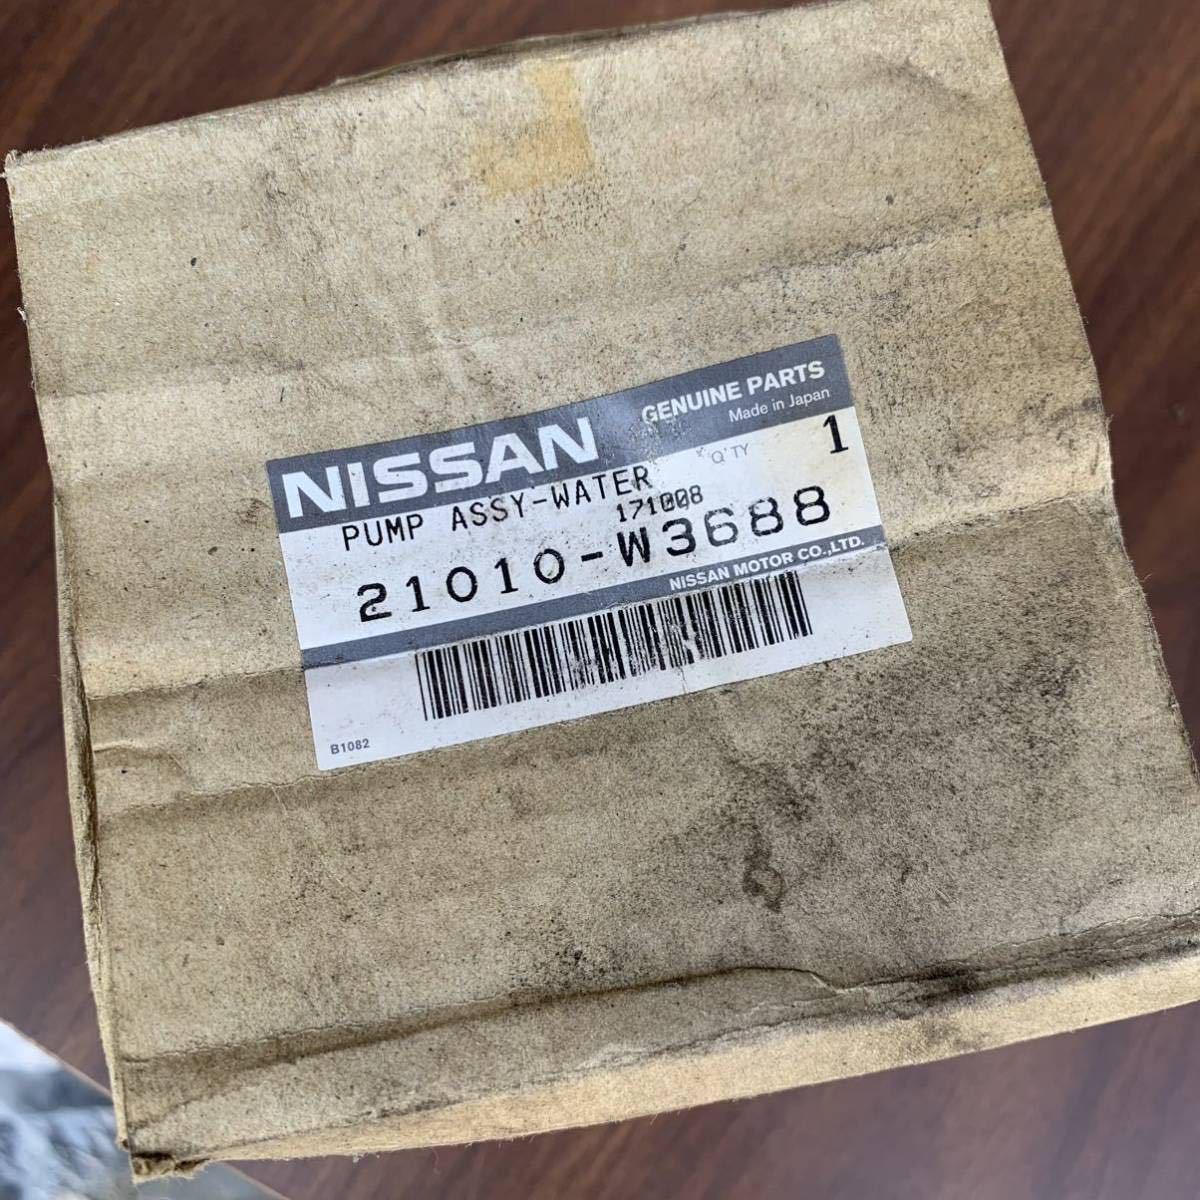 NISSAN
GENUINE PARTS
Made in Japan
PUMP ASSY-WATER
Q'TY 1
171008
21010-W3688
NISSAN MOTOR CO.,LTD.
B1082